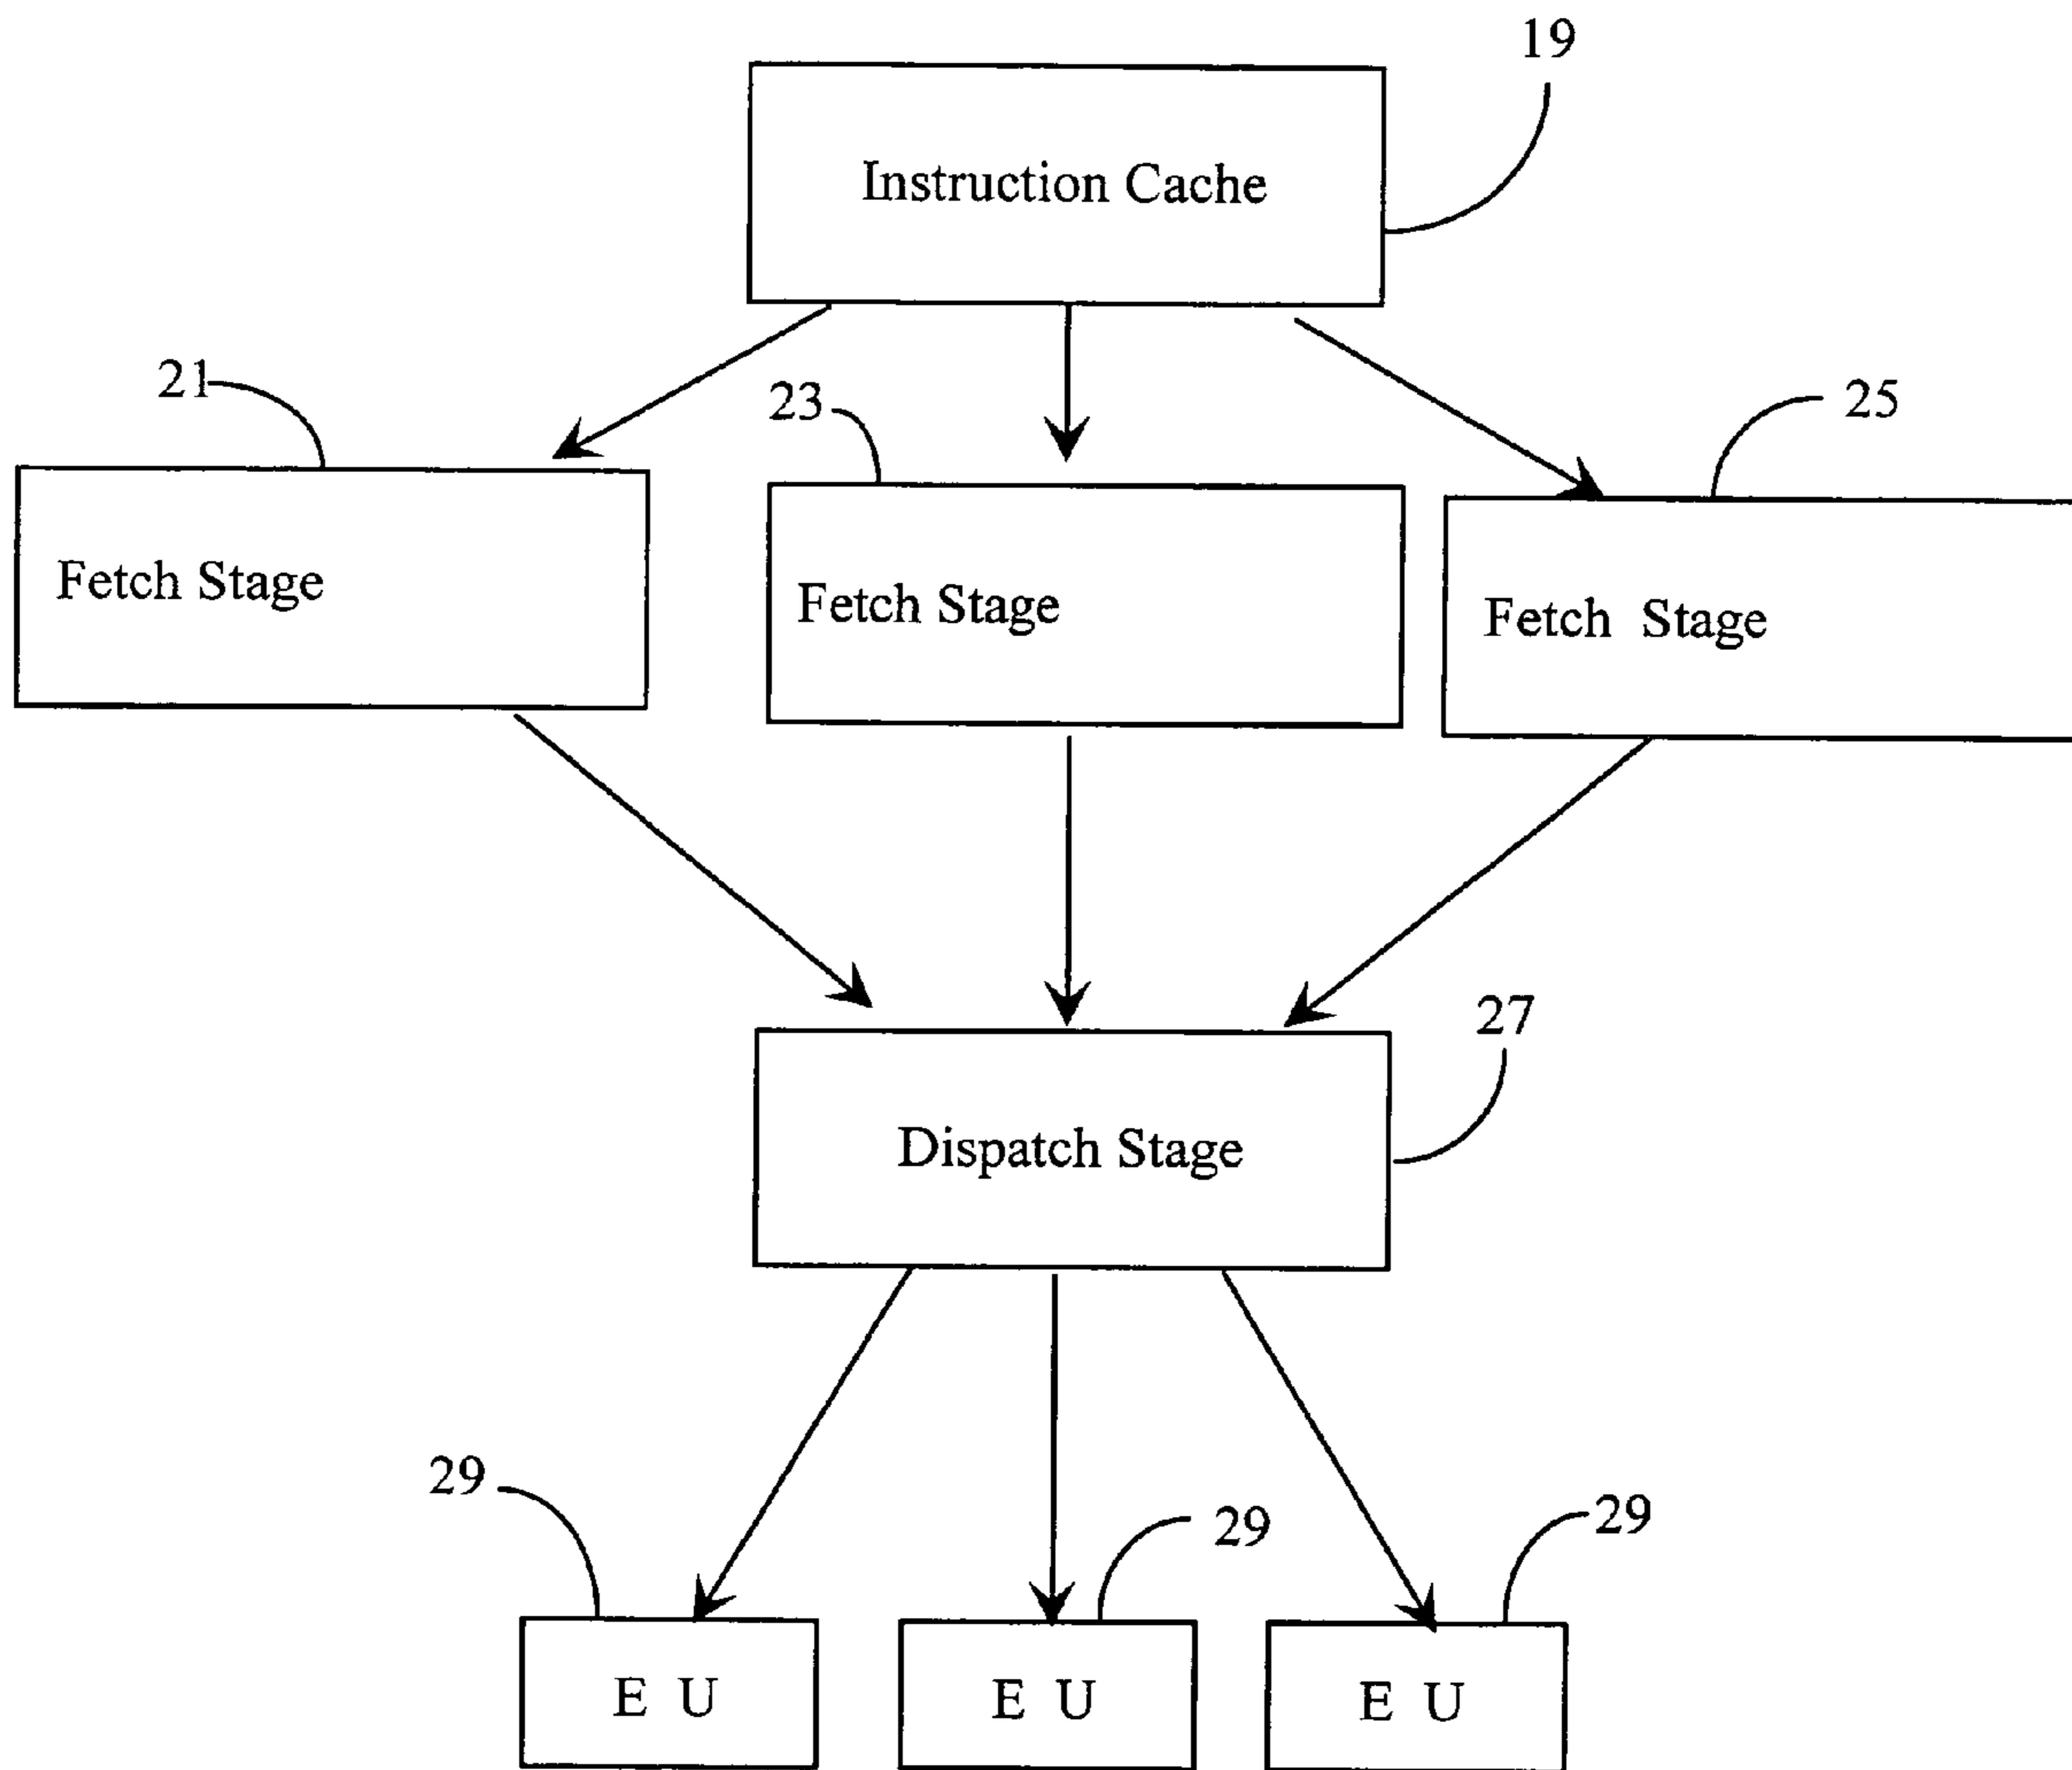 19
Instruction Cache
21
23
25
Fetch Stage
Fetch Stage
Fetch Stage
27
Dispatch Stage
29
29
29
E U
E U
E U